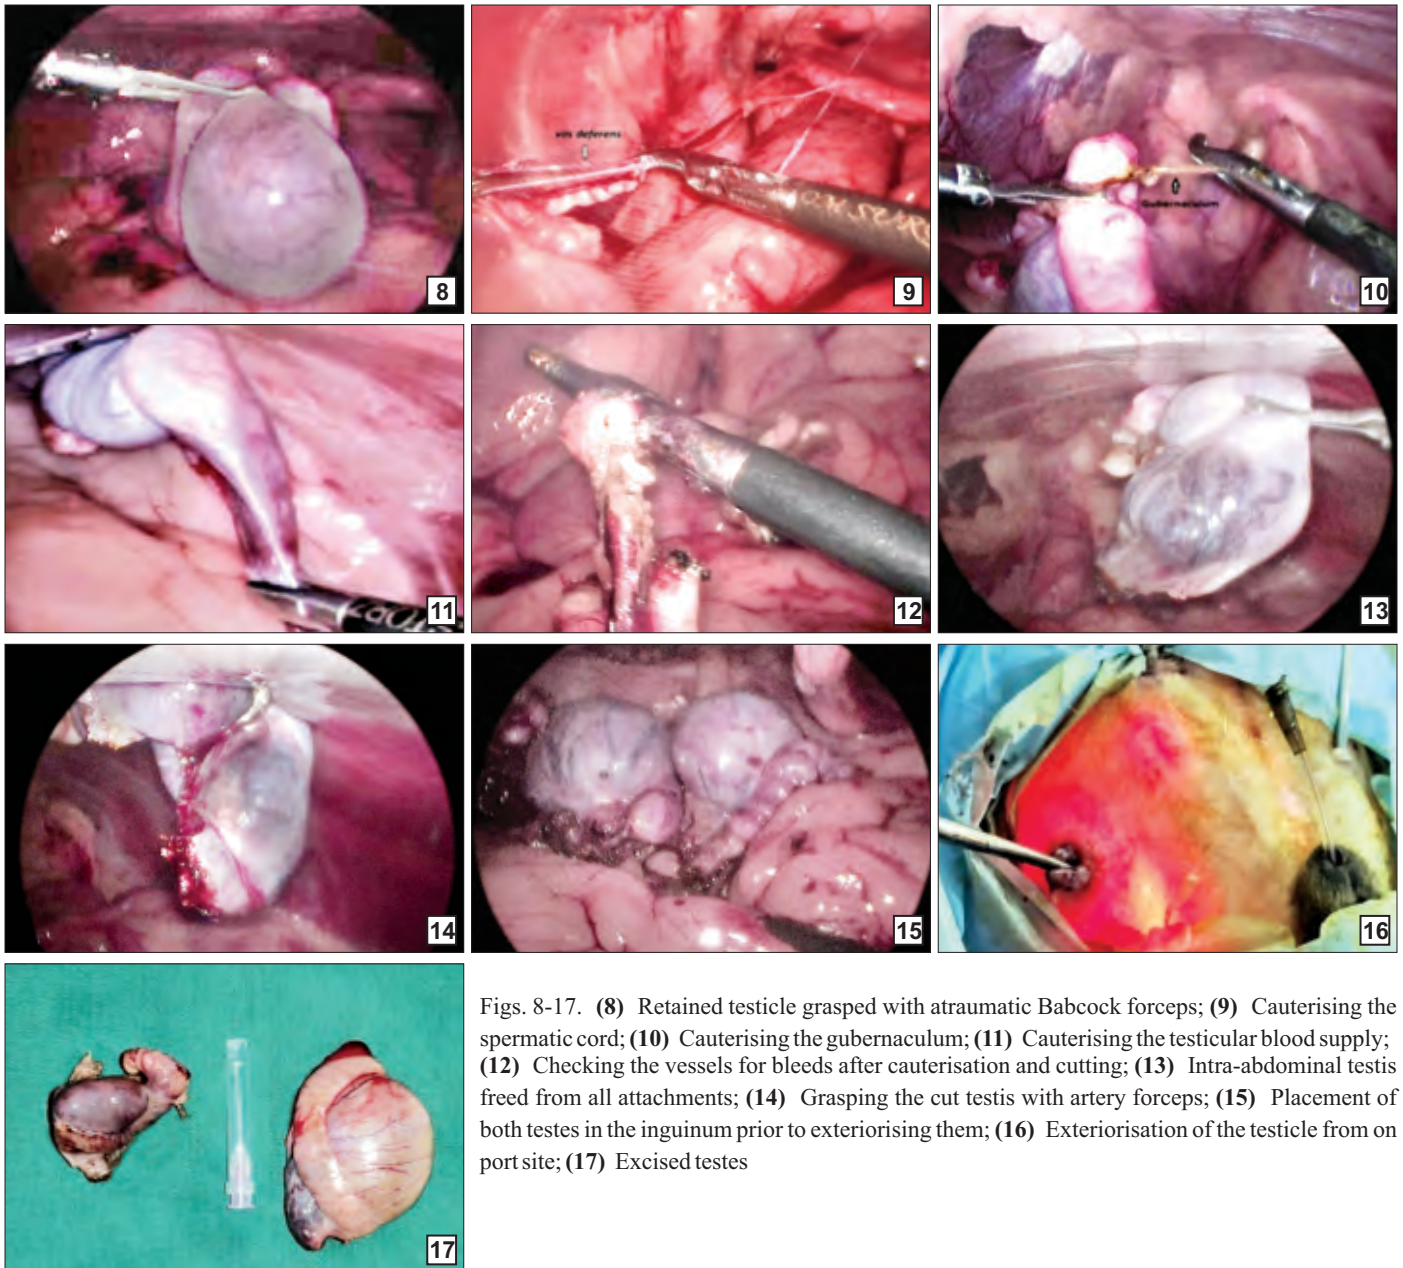 8
vas deferens
9
Gubernaculum
10
11
12
13
14
15
16
17
Figs. 8-17. (8) Retained testicle grasped with atraumatic Babcock forceps; (9) Cauterising the
spermatic cord; (10) Cauterising the gubernaculum; (11) Cauterising the testicular blood supply;
(12) Checking the vessels for bleeds after cauterisation and cutting; (13) Intra-abdominal testis
freed from all attachments; (14) Grasping the cut testis with artery forceps; (15) Placement of
both testes in the inguinum prior to exteriorising them; (16) Exteriorisation of the testicle from on
port site; (17) Excised testes